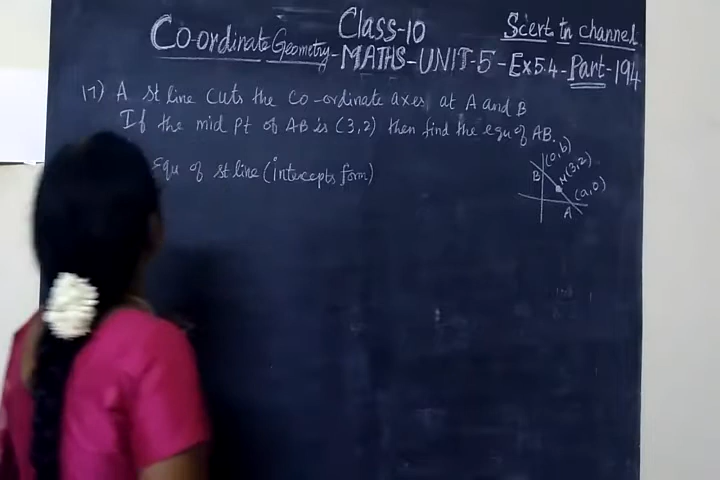 Class-10
Scert tn channel
Co-ordinate Geometry-MATHS-UNIT-5-Ex5.4-Part-194
17) A st line cuts the co-ordinate axes at A and B
If the mid pt of AB is (3,2) then find the equ of AB.
Equ of st line (intercepts form)
(0,b)
B
M(3,2)
(a,0)
A